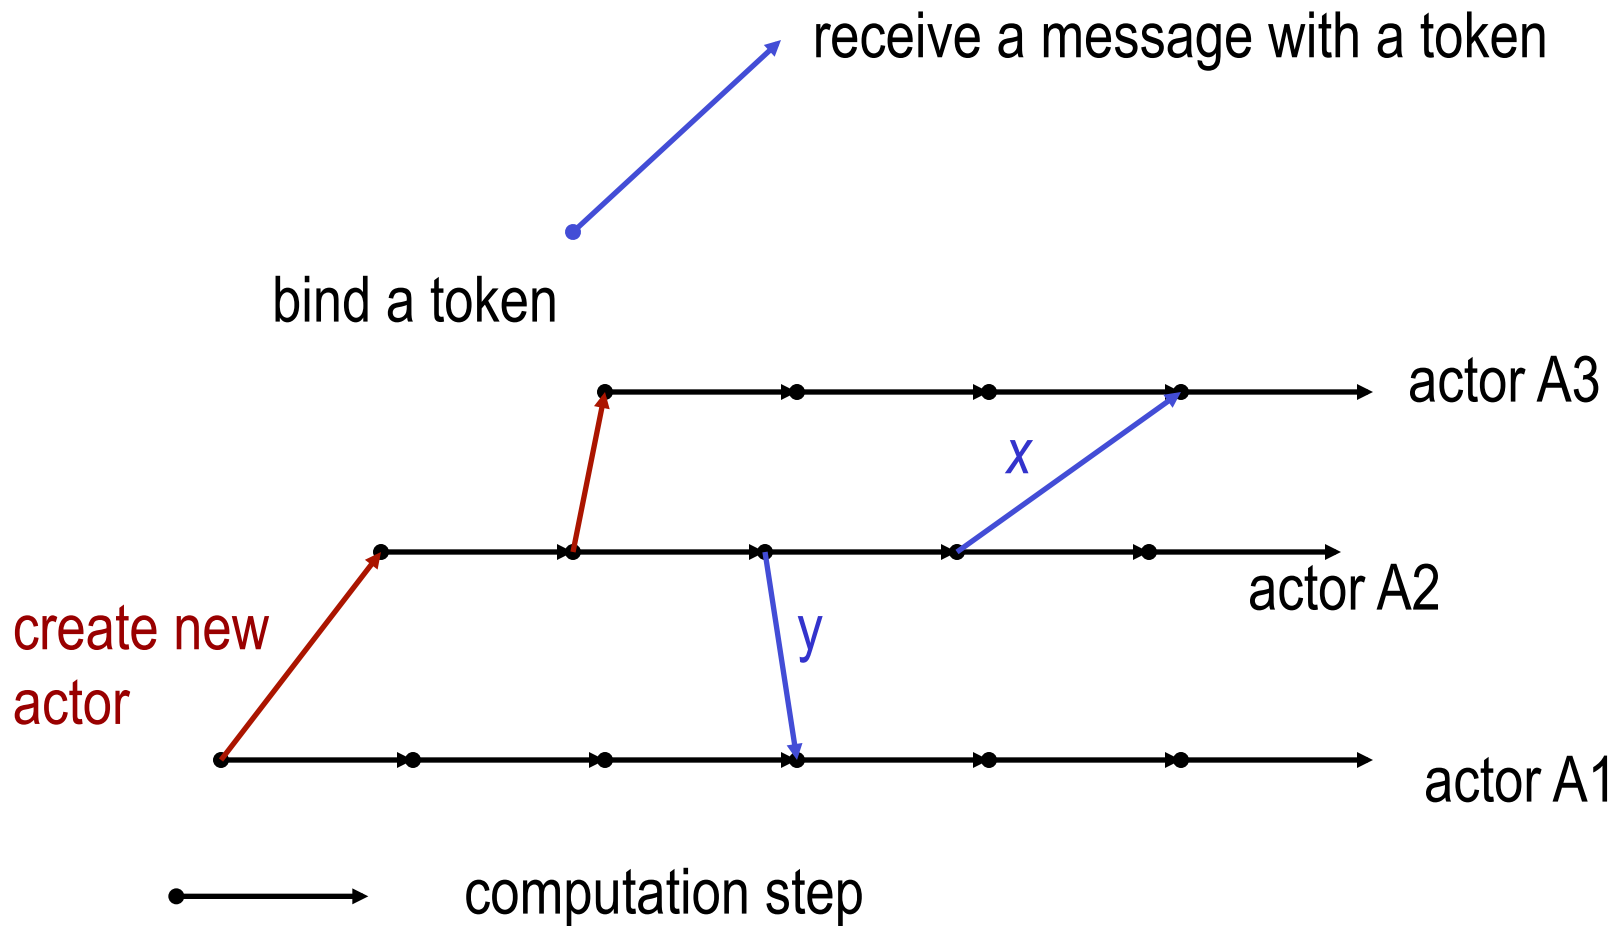 receive a message with a token
bind a token
actor A3
x
actor A2
create new
actor
y
actor A1
computation step